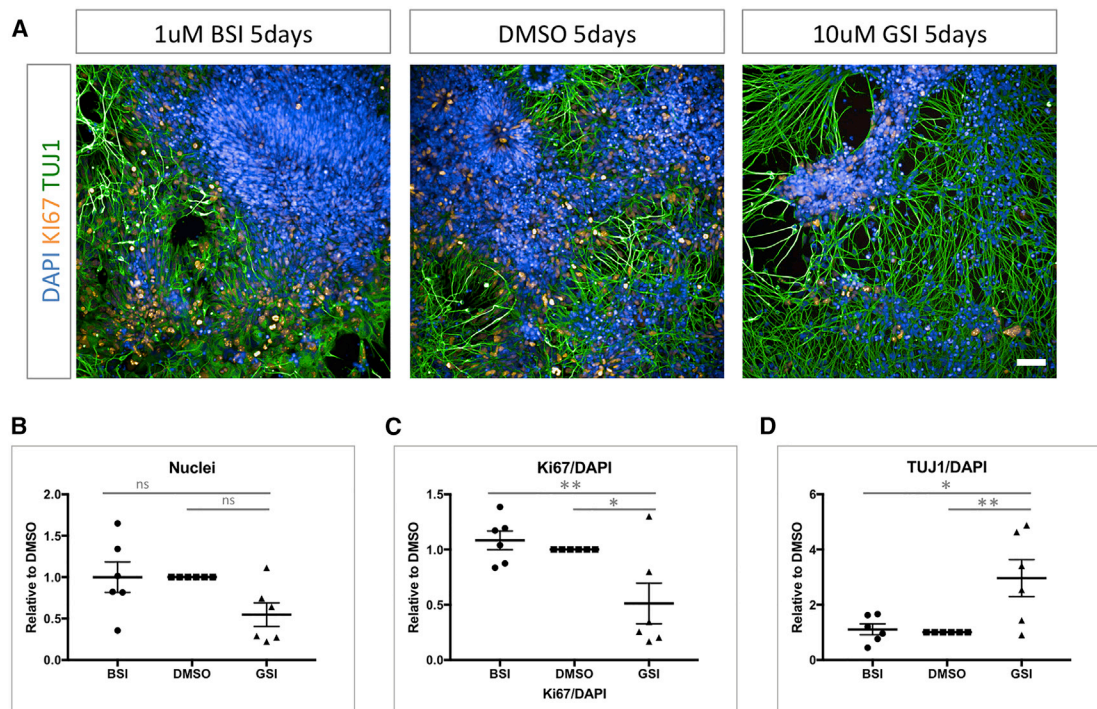 A
1uM BSI 5days
DMSO 5days
10uM GSI 5days
DAPI KI67 TUJ1
B
Nuclei
ns
ns
Relative to DMSO
2.0
1.5
1.0
0.5
0.0
BSI
DMSO
GSI
C
Ki67/DAPI
**
*
Relative to DMSO
1.5
1.0
0.5
0.0
BSI
DMSO
GSI
Ki67/DAPI
D
TUJ1/DAPI
*
**
Relative to DMSO
6
4
2
0
BSI
DMSO
GSI